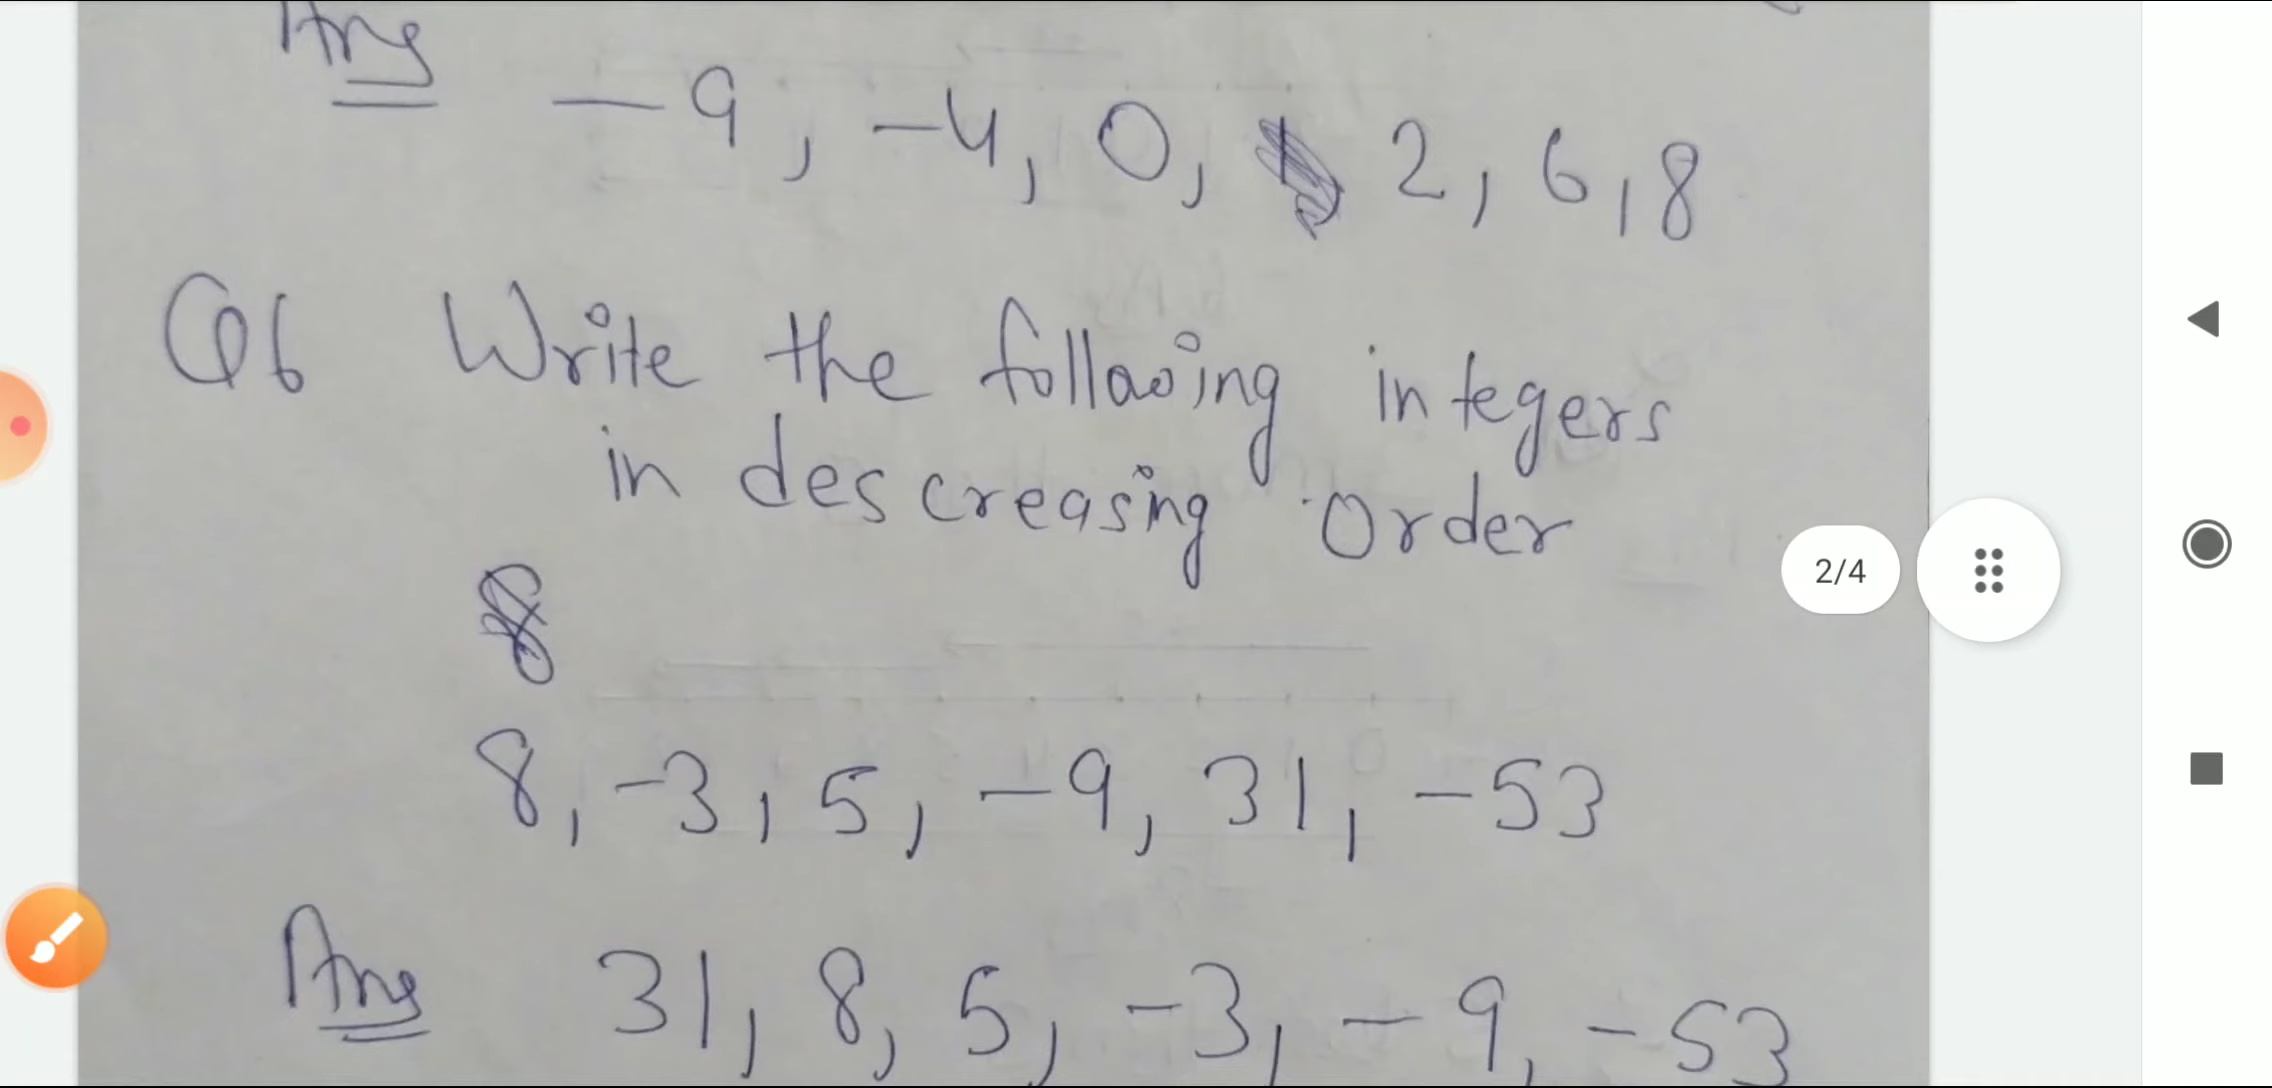 Ans
-9, -4, 0, 2, 6, 8
Q6 Write the following integers
in descreasing Order
2/4
8, -3, 5, -9, 31, -53
Ans 31, 8, 5, -3, -9, -53